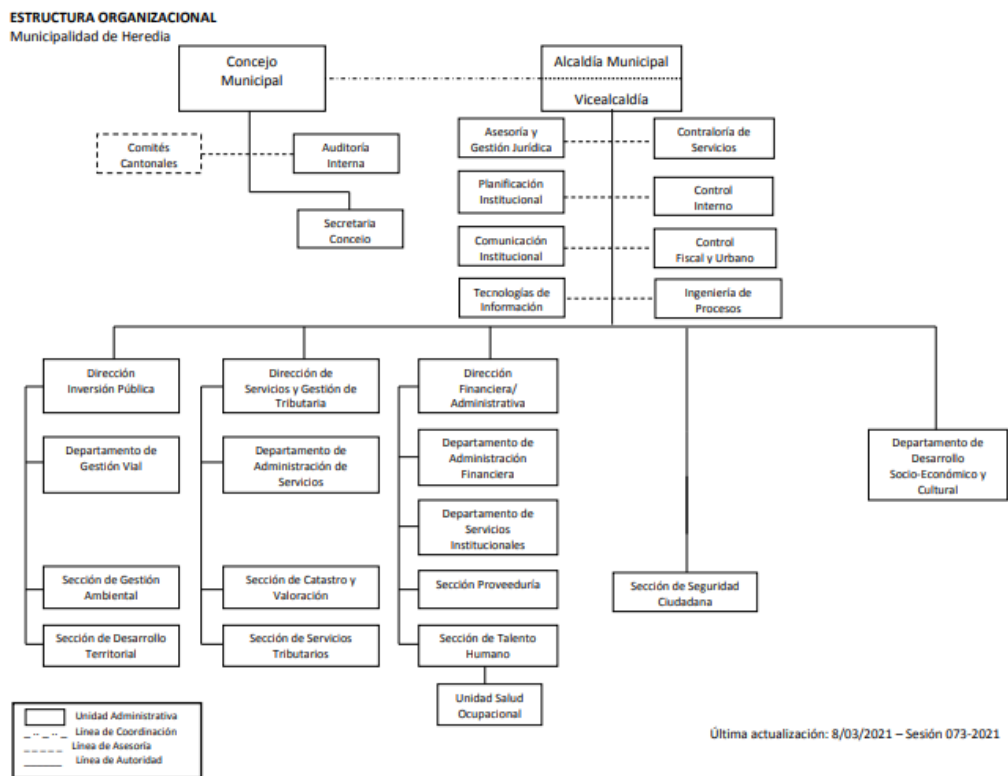 ESTRUCTURA ORGANIZACIONAL
Municipalidad de Heredia
Concejo
Municipal
Alcaldía Municipal
Vicealcaldía
Comités
Cantonales
Auditoría
Interna
Secretaria
Concejo
Asesoría y
Gestión Jurídica
Contraloría de
Servicios
Planificación
Institucional
Control
Interno
Comunicación
Institucional
Control
Fiscal y Urbano
Tecnologías de
Información
Ingeniería de
Procesos
Dirección
Inversión Pública
Dirección de
Servicios y Gestión de
Tributaria
Dirección
Financiera/
Administrativa
Departamento de
Gestión Vial
Departamento de
Administración de
Servicios
Departamento de
Administración
Financiera
Departamento de
Desarrollo
Socio-Económico y
Cultural
Departamento de
Servicios
Institucionales
Sección de Gestión
Ambiental
Sección de Catastro y
Valoración
Sección Proveeduría
Sección de Seguridad
Ciudadana
Sección de Desarrollo
Territorial
Sección de Servicios
Tributarios
Sección de Talento
Humano
Unidad Salud
Ocupacional
Unidad Administrativa
Línea de Coordinación
Línea de Asesoría
Línea de Autoridad
Última actualización: 8/03/2021 – Sesión 073-2021